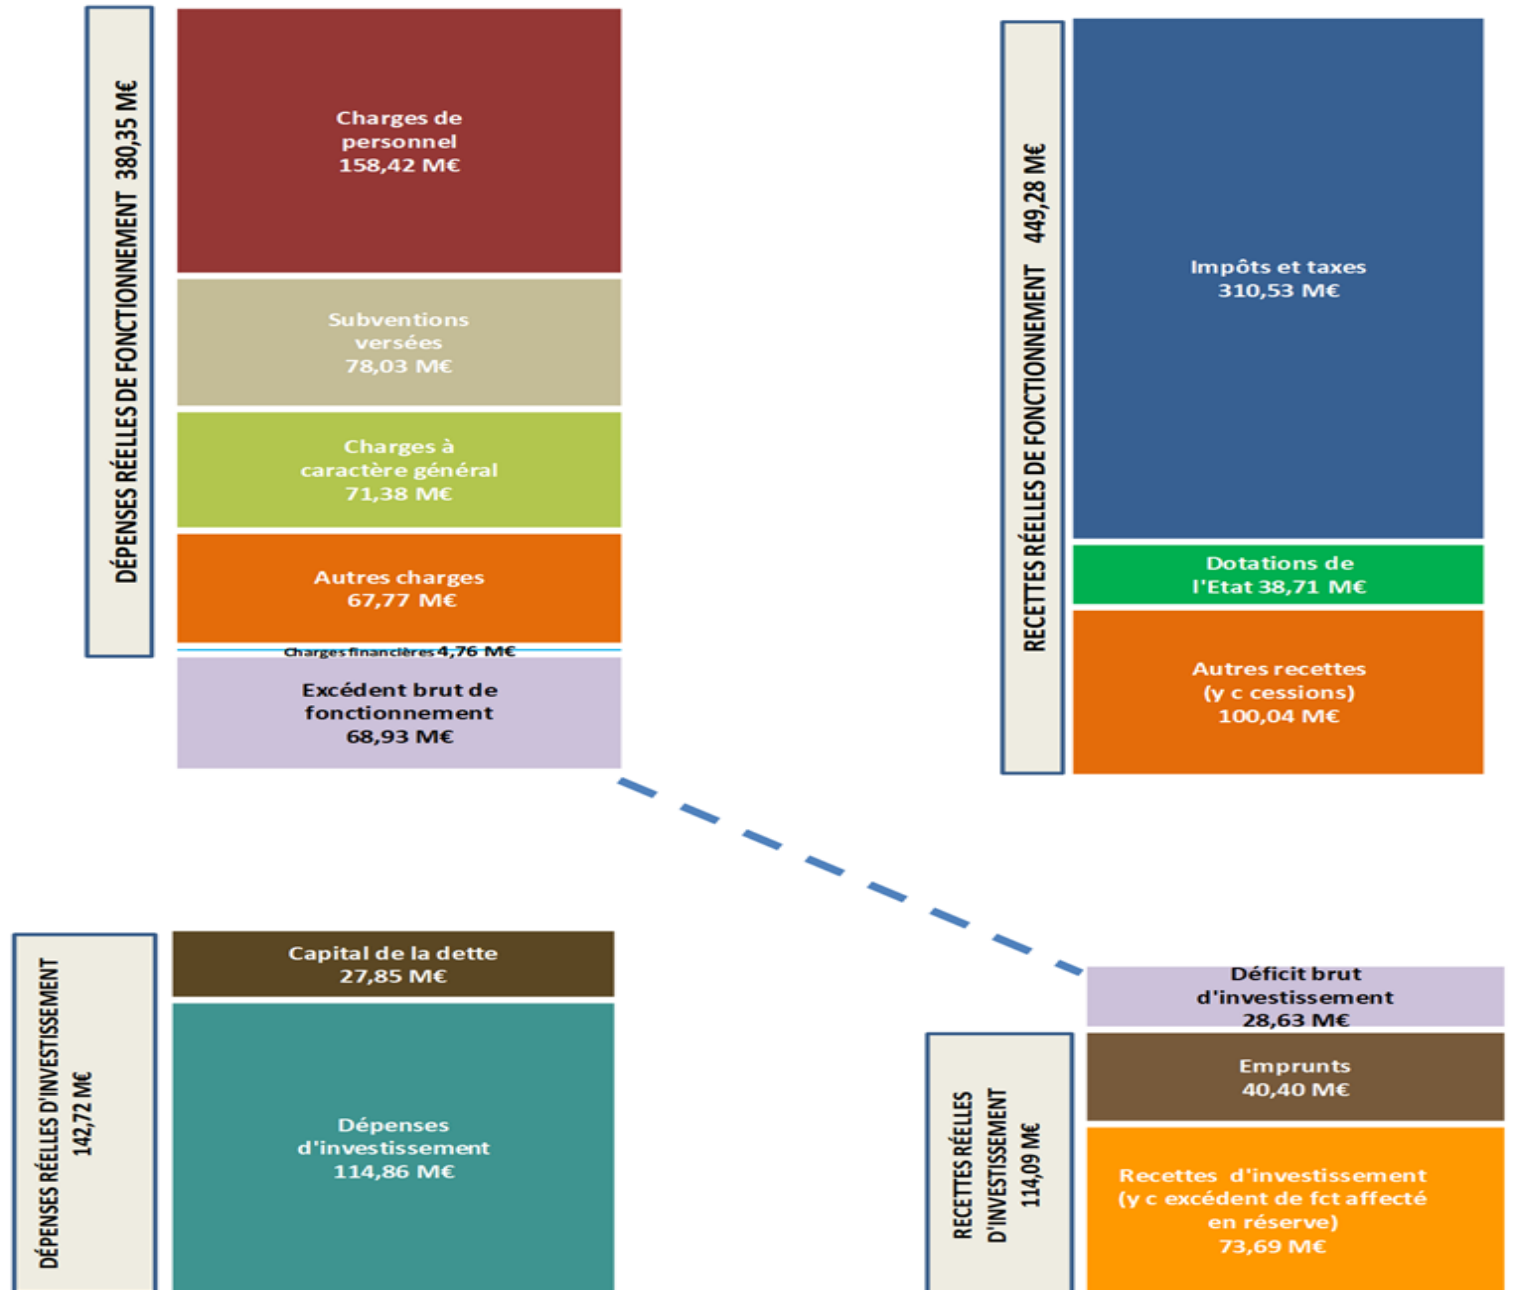 DÉPENSES RÉELLES DE FONCTIONNEMENT 380,35 M€
Charges de
personnel
158,42 M€
Subventions
versées
78,03 M€
Charges à
caractère général
71,38 M€
Autres charges
67,77 M€
Charges financières 4,76 M€
Excédent brut de
fonctionnement
68,93 M€
RECETTES RÉELLES DE FONCTIONNEMENT 449,28 M€
Impôts et taxes
310,53 M€
Dotations de
l'Etat 38,71 M€
Autres recettes
(y c cessions)
100,04 M€
DÉPENSES RÉELLES D'INVESTISSEMENT
142,72 M€
Capital de la dette
27,85 M€
Dépenses
d'investissement
114,86 M€
Déficit brut
d'investissement
28,63 M€
RECETTES RÉELLES
D'INVESTISSEMENT
114,09 M€
Emprunts
40,40 M€
Recettes d'investissement
(y c excédent de fct affecté
en réserve)
73,69 M€